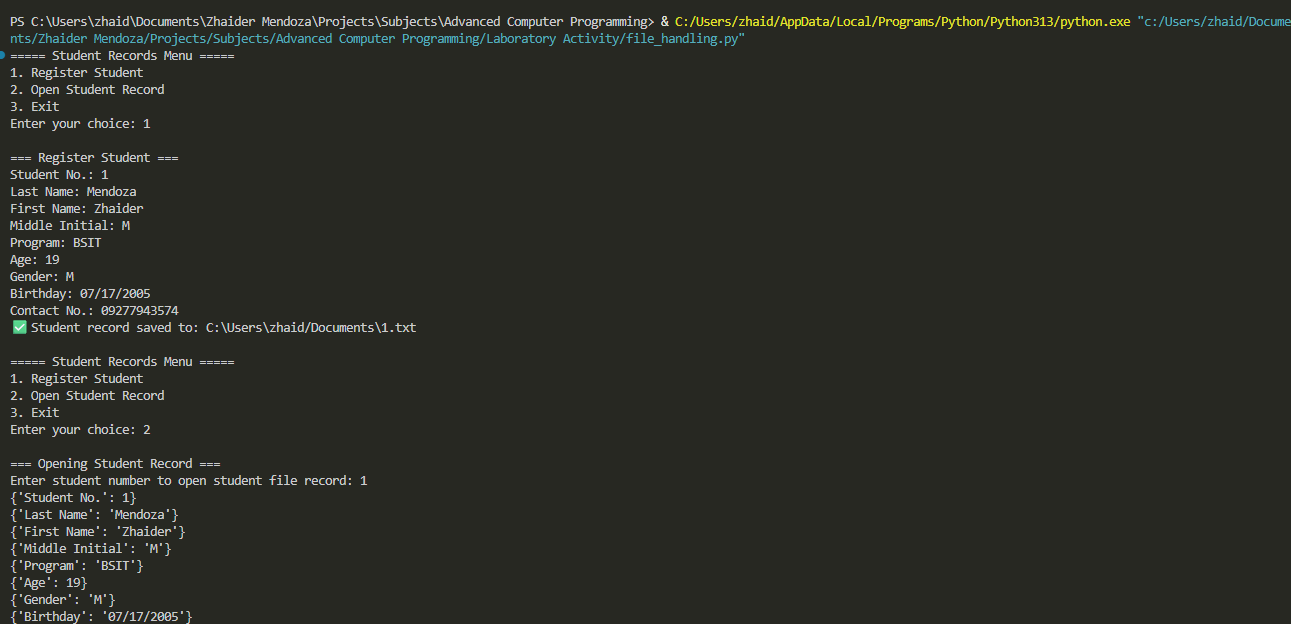 PS C:\Users\zhaid\Documents\Zhaider Mendoza\Projects\Subjects\Advanced Computer Programming> & C:/Users/zhaid/AppData/Local/Programs/Python/Python313/python.exe "c:/Users/zhaid/Docume
nts/Zhaider Mendoza/Projects/Subjects/Advanced Computer Programming/Laboratory Activity/file_handling.py"
===== Student Records Menu =====
1. Register Student
2. Open Student Record
3. Exit
Enter your choice: 1
=== Register Student ===
Student No.: 1
Last Name: Mendoza
First Name: Zhaider
Middle Initial: M
Program: BSIT
Age: 19
Gender: M
Birthday: 07/17/2005
Contact No.: 09277943574
✅ Student record saved to: C:\Users\zhaid/Documents\1.txt
===== Student Records Menu =====
1. Register Student
2. Open Student Record
3. Exit
Enter your choice: 2
=== Opening Student Record ===
Enter student number to open student file record: 1
{'Student No.': 1}
{'Last Name': 'Mendoza'}
{'First Name': 'Zhaider'}
{'Middle Initial': 'M'}
{'Program': 'BSIT'}
{'Age': 19}
{'Gender': 'M'}
{'Birthday': '07/17/2005'}